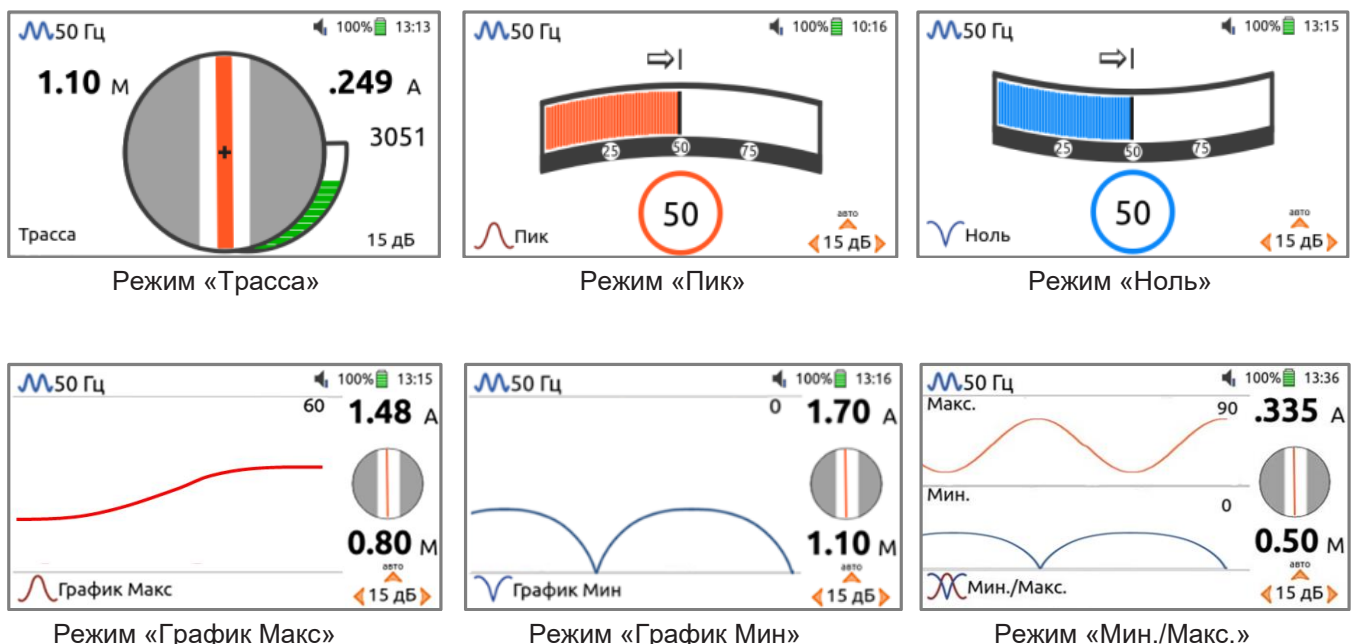 50 Гц 100% 13:13
1.10 М .249 А
3051
Трасса 15 дБ
Режим «Трасса»
50 Гц 100% 10:16
25 50 75
50
авто
Пик 15 дБ
Режим «Пик»
50 Гц 100% 13:15
25 50 75
50
авто
Ноль 15 дБ
Режим «Ноль»
50 Гц 100% 13:15
60 1.48 А
0.80 М
авто
График Макс 15 дБ
Режим «График Макс»
50 Гц 100% 13:16
0 1.70 А
1.10 М
авто
График Мин 15 дБ
Режим «График Мин»
50 Гц 100% 13:36
Макс. 90 .335 А
Мин. 0
0.50 М
авто
Мин./Макс. 15 дБ
Режим «Мин./Макс.»